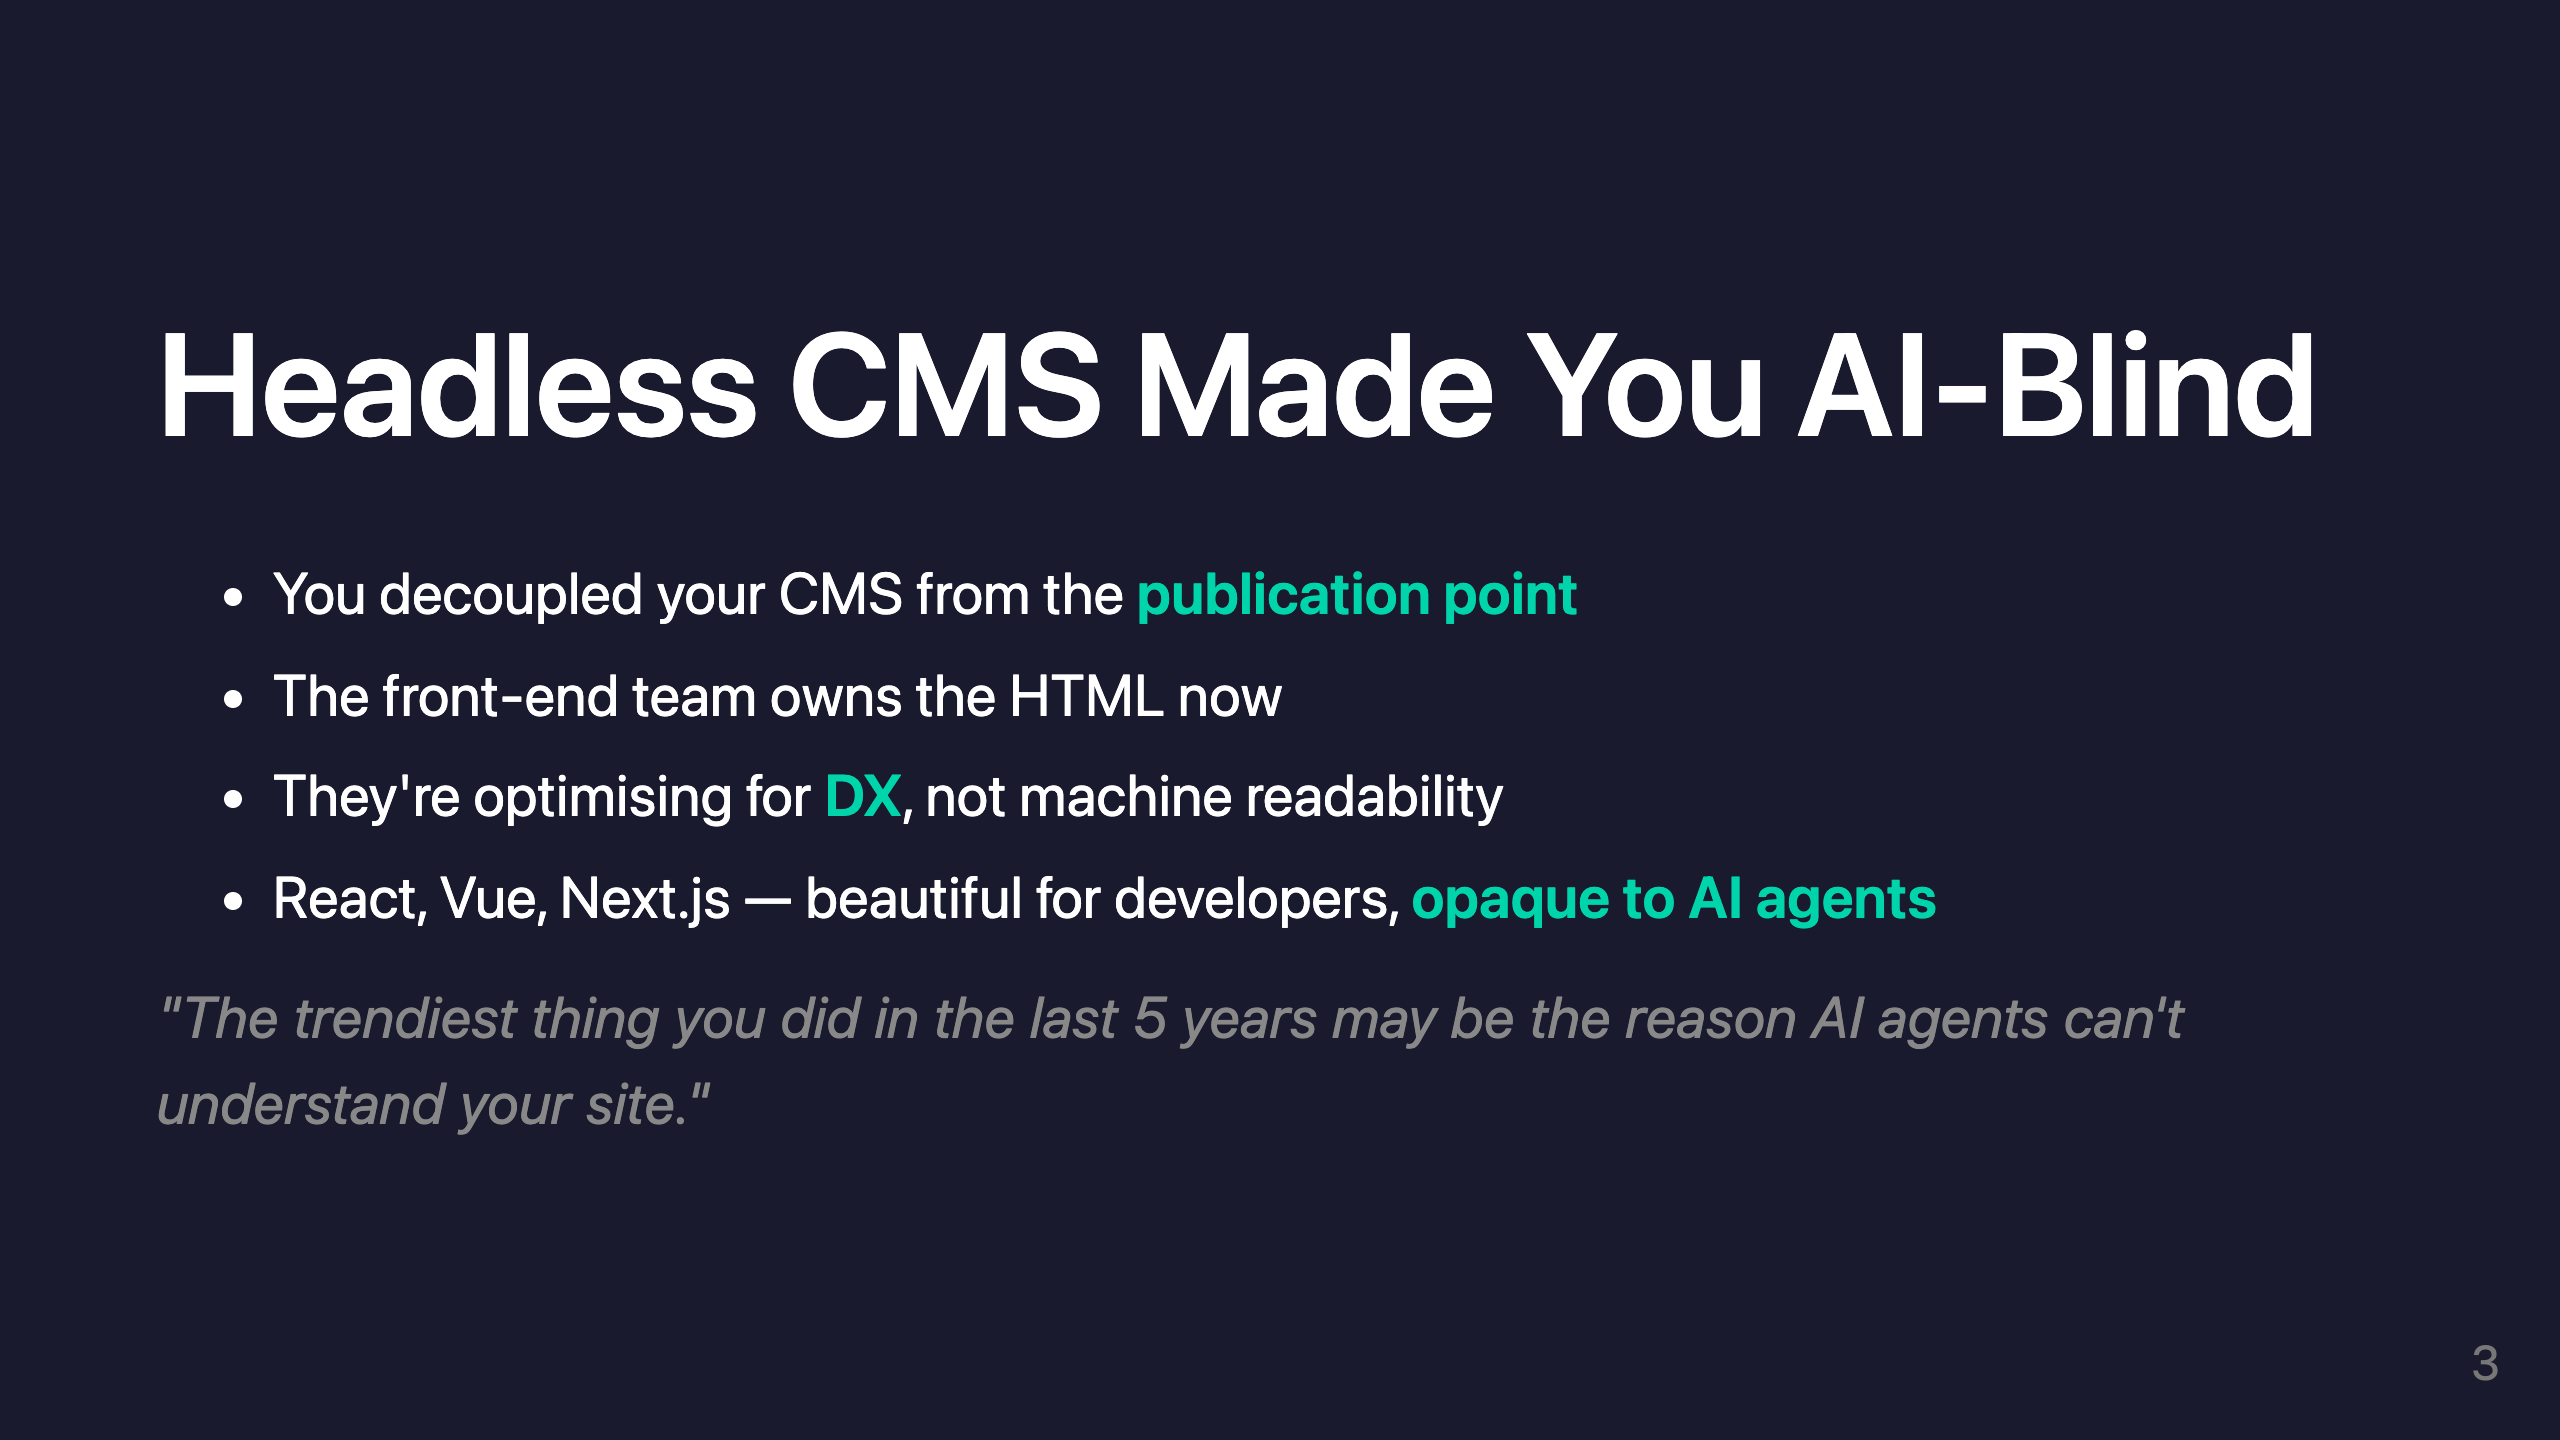 Headless CMS Made You AI-Blind
• You decoupled your CMS from the publication point
• The front-end team owns the HTML now
• They're optimising for DX, not machine readability
• React, Vue, Next.js — beautiful for developers, opaque to AI agents
"The trendiest thing you did in the last 5 years may be the reason AI agents can't
understand your site."
3